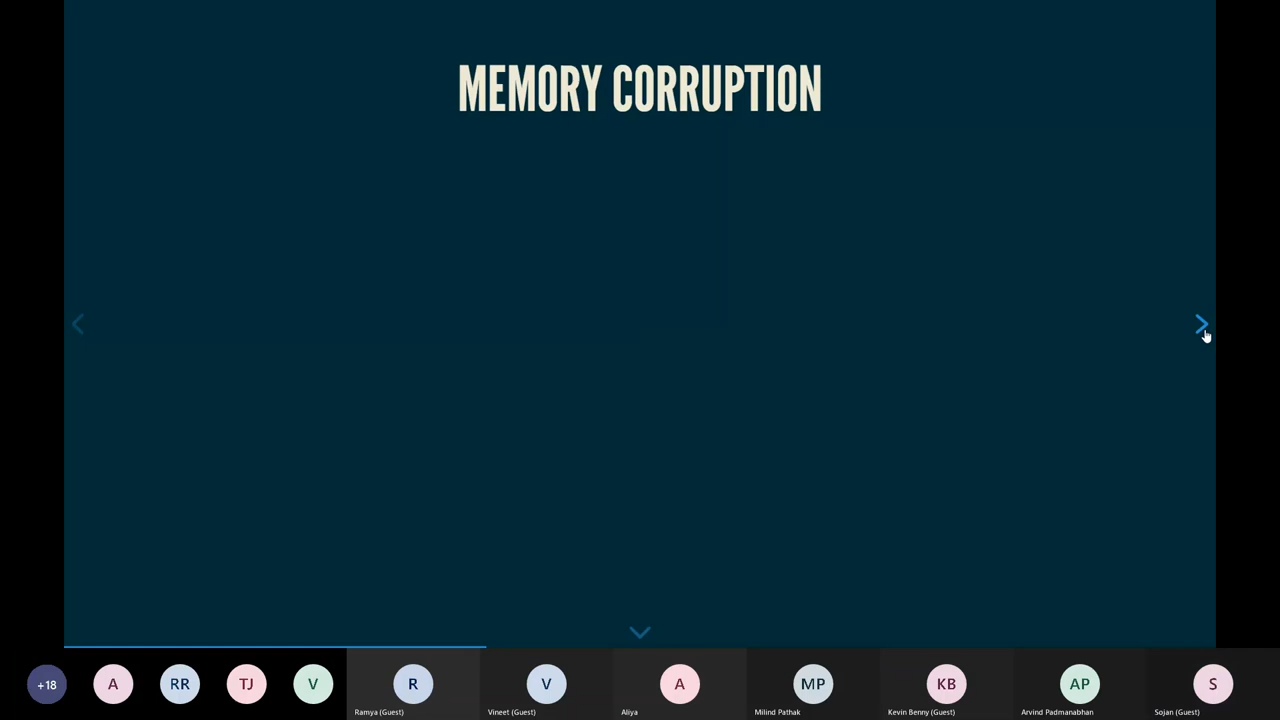 MEMORY CORRUPTION
+18
A
RR
TJ
V
R
V
A
MP
KB
AP
S
Ramya (Guest)
Vineet (Guest)
Aliya
Milind Pathak
Kevin Benny (Guest)
Arvind Padmanabhan
Sojan (Guest)